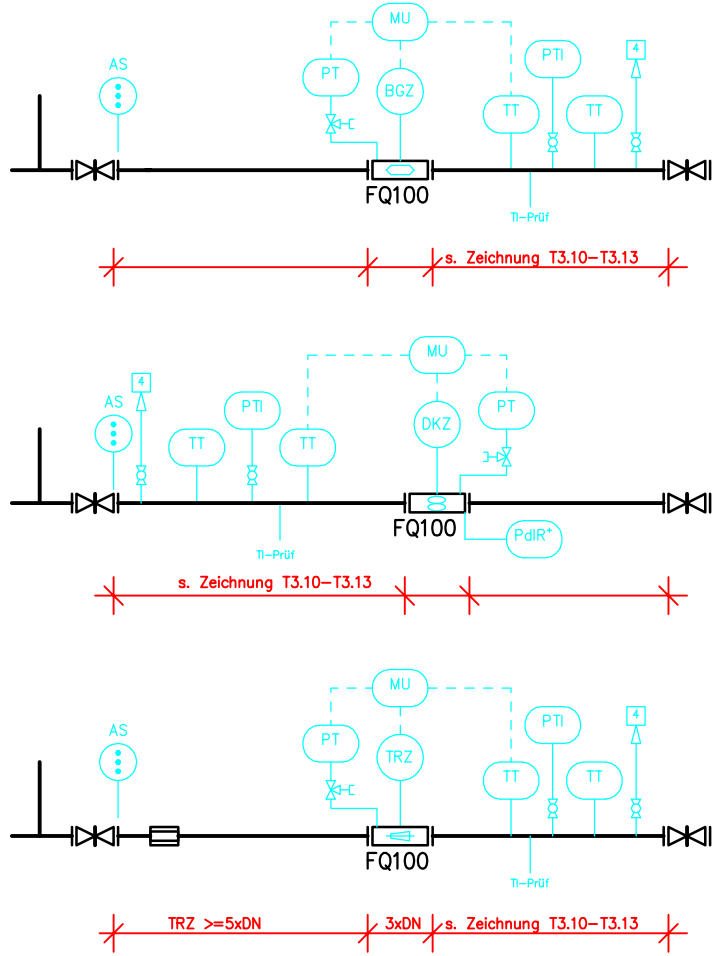 MU
AS
PT
BGZ
PTI
4
TT
TT
FQ100
TI-Prüf
s. Zeichnung T3.10-T3.13
MU
4
AS
PTI
TT
TT
DKZ
PT
FQ100
PdIR+
TI-Prüf
s. Zeichnung T3.10-T3.13
MU
AS
PT
TRZ
PTI
4
TT
TT
FQ100
TI-Prüf
TRZ >=5xDN
3xDN
s. Zeichnung T3.10-T3.13